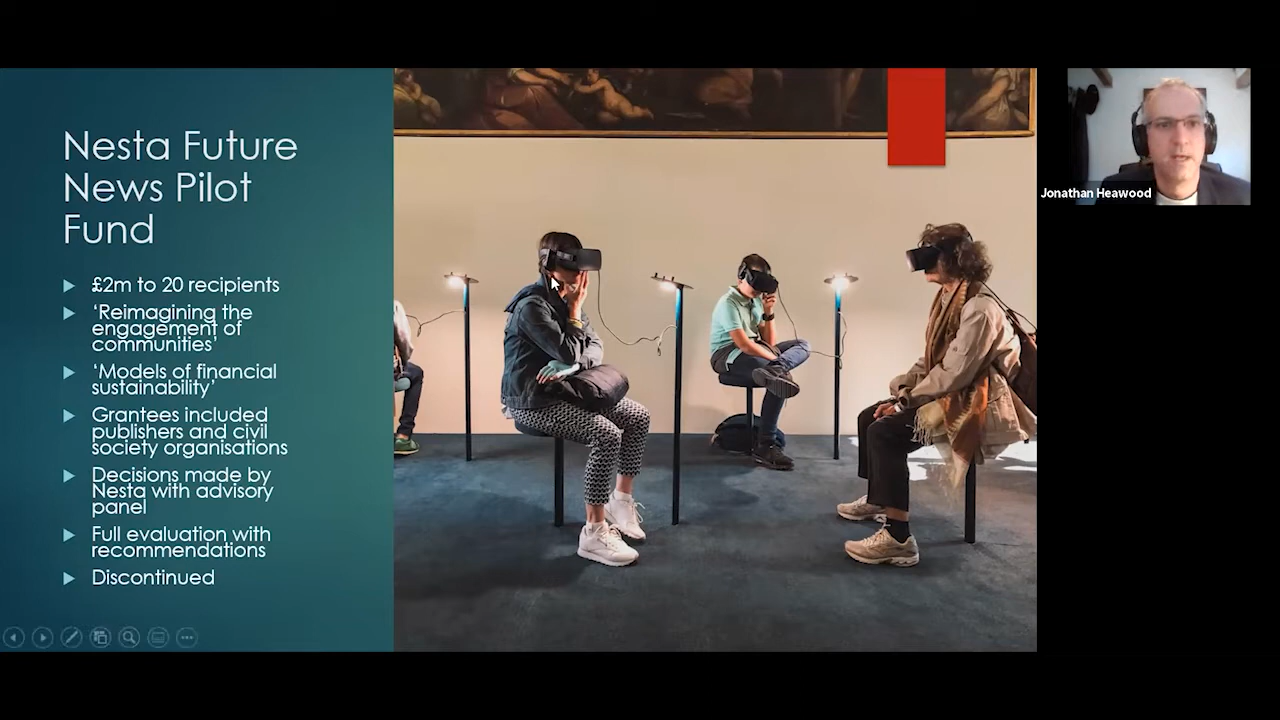 Nesta Future
News Pilot
Fund
£2m to 20 recipients
‘Reimagining the
engagement of
communities’
‘Models of financial
sustainability’
Grantees included
publishers and civil
society organisations
Decisions made by
Nesta with advisory
panel
Full evaluation with
recommendations
Discontinued
Jonathan Heawood